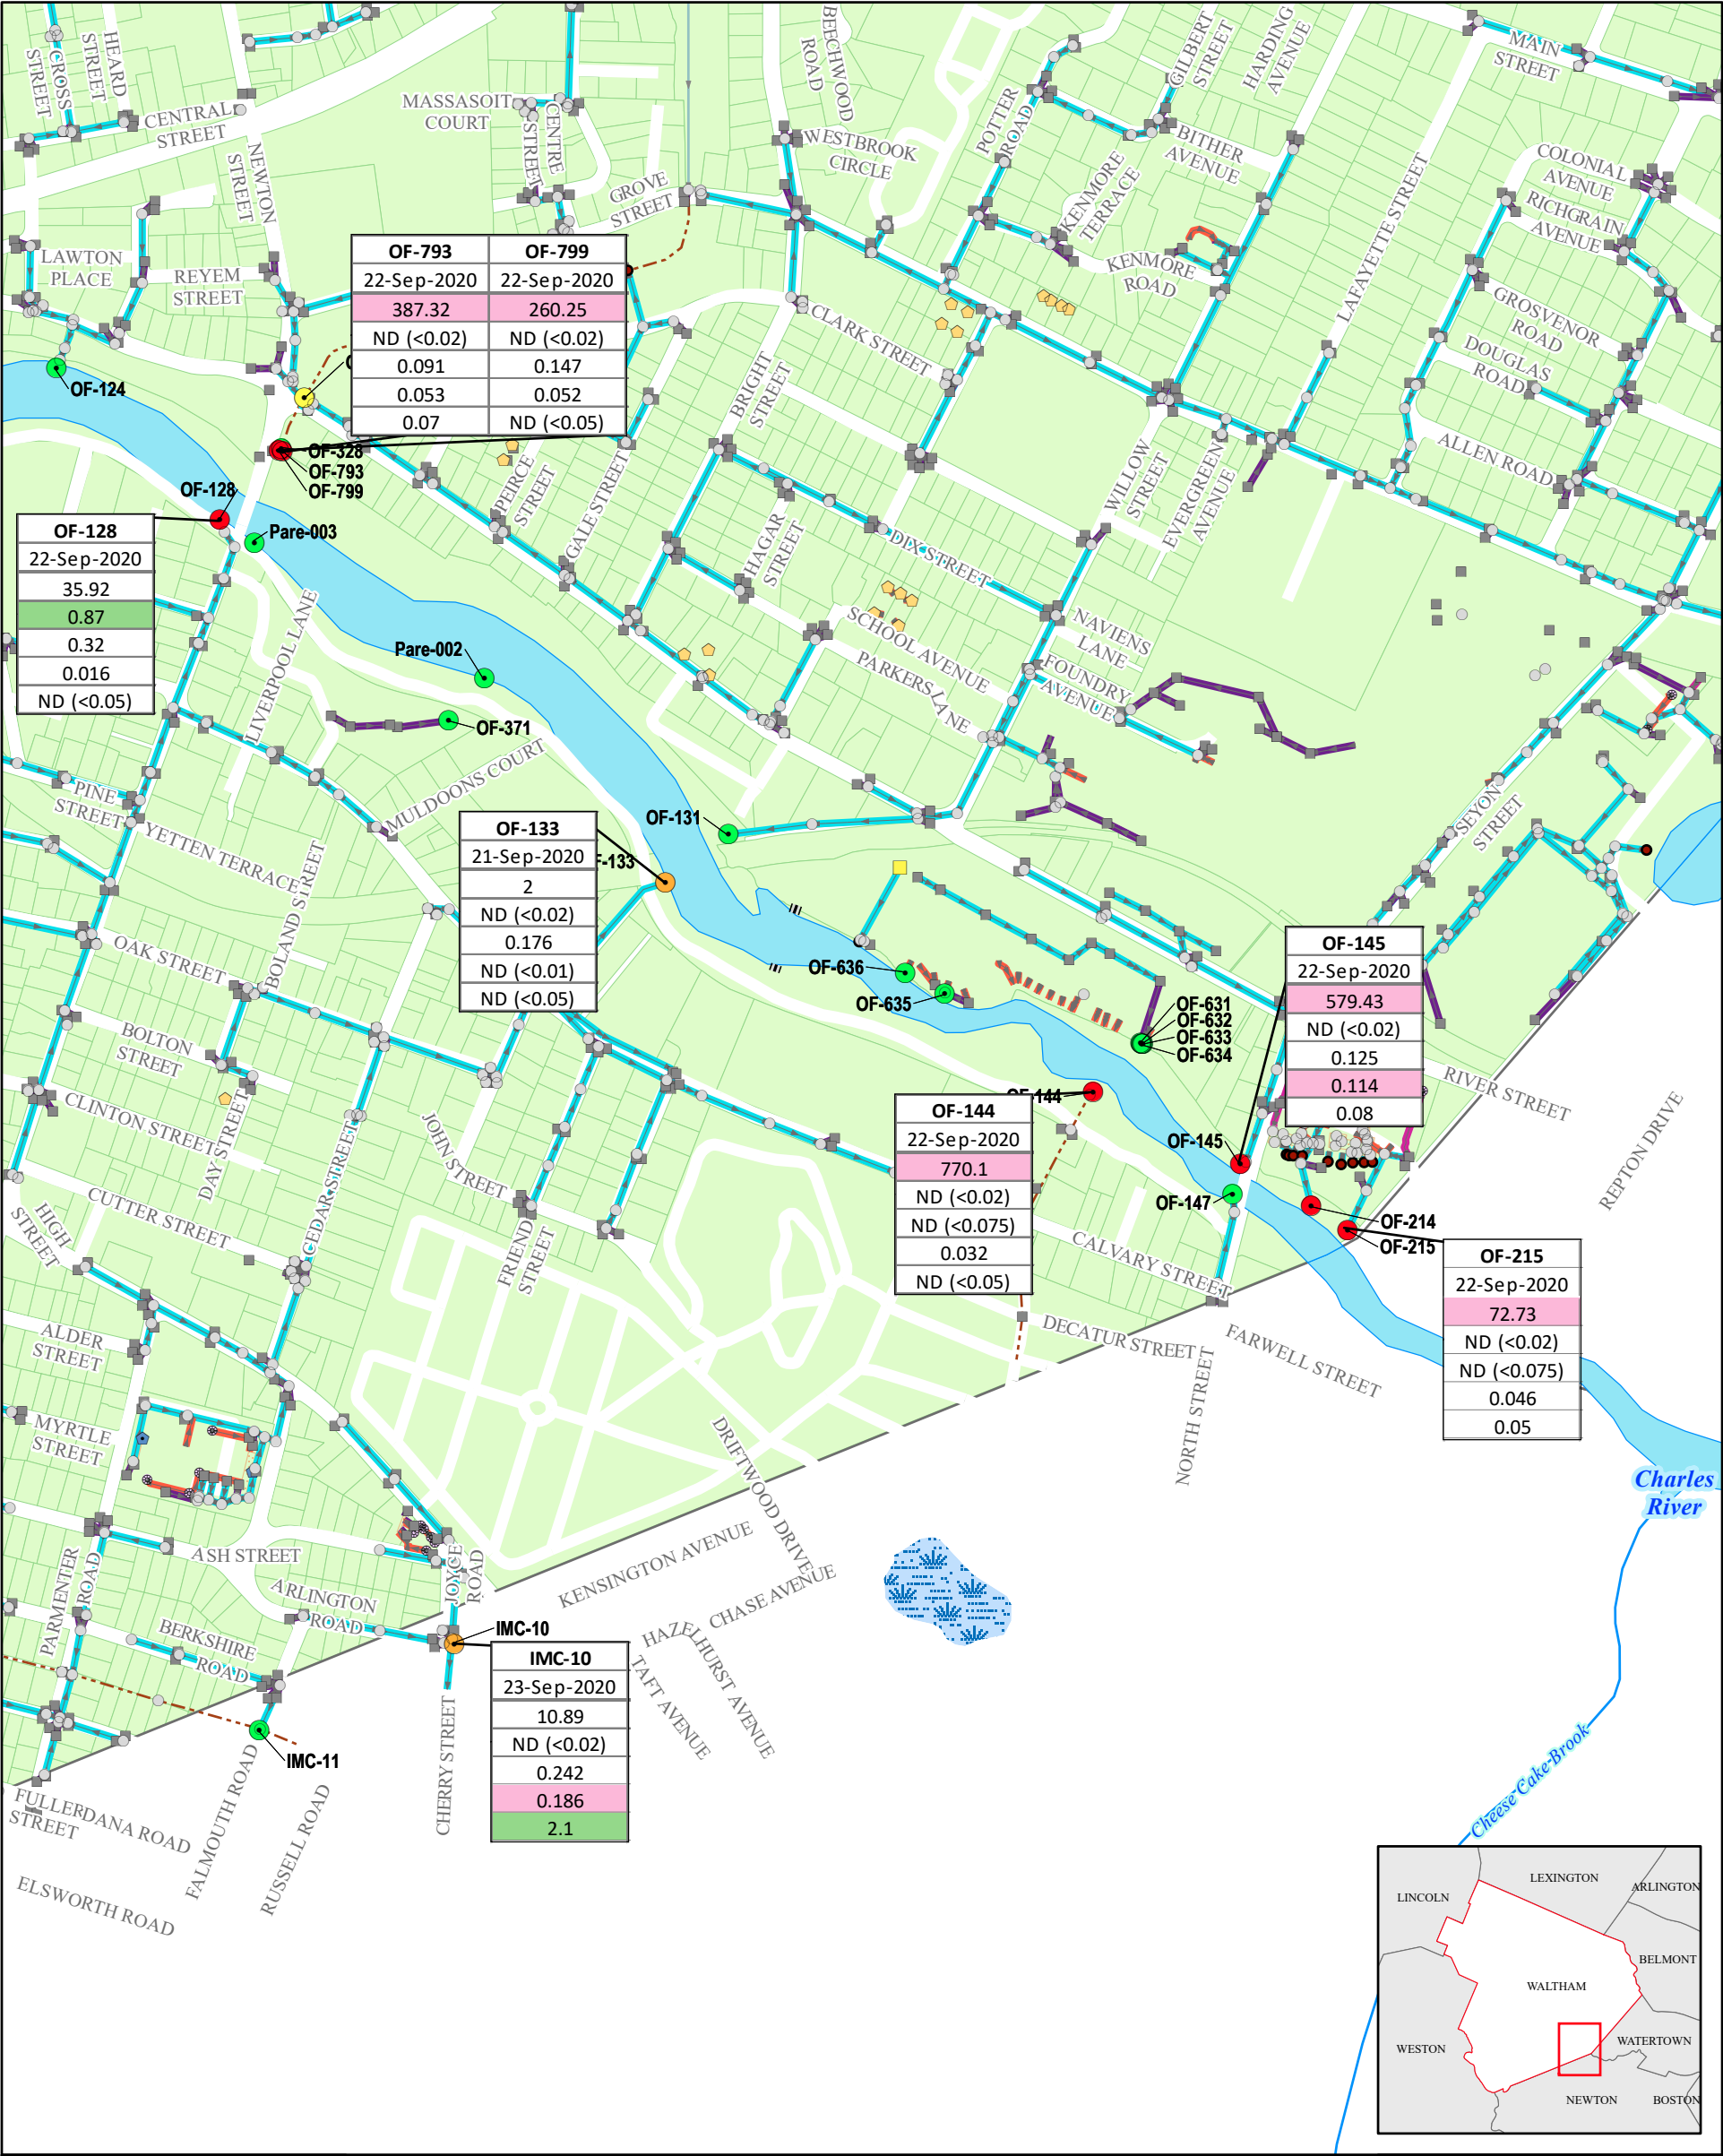 CROSS
STREET
HEARD
STREET
CENTRAL
STREET
NEWTON
STREET
MASSASOIT
COURT
CENTRE
STREET
GROVE
STREET
BEECHWOOD
ROAD
WESTBROOK
CIRCLE
POTTER
ROAD
GILBERT
STREET
HARDING
AVENUE
BITHER
AVENUE
KENMORE
TERRACE
KENMORE
ROAD
LAFAYETTE STREET
MAIN
STREET
COLONIAL
AVENUE
RICHGRAIN
AVENUE
GROSVENOR
ROAD
DOUGLAS
ROAD
ALLEN ROAD
LAWTON
PLACE
REYEM
STREET
OF-793 OF-799
22-Sep-2020 22-Sep-2020
387.32 260.25
ND (<0.02) ND (<0.02)
0.091 0.147
0.053 0.052
0.07 ND (<0.05)
OF-124
OF-328
OF-793
OF-799
OF-128
Pare-003
OF-128
22-Sep-2020
35.92
0.87
0.32
0.016
ND (<0.05)
CLARK STREET
BRIGHT
STREET
PEIRCE
STREET
GALE STREET
HAGAR
STREET
DIX STREET
WILLOW
STREET
EVERGREEN
AVENUE
SCHOOL AVENUE
PARKERS LANE
NAVIENS
LANE
FOUNDRY
AVENUE
LIVERPOOL LANE
Pare-002
OF-371
MULDOONS COURT
PINE
STREET
YETTEN TERRACE
OF-131
OF-133
21-Sep-2020
2
ND (<0.02)
0.176
ND (<0.01)
ND (<0.05)
F-133
SEYON
STREET
BOLAND STREET
OAK STREET
BOLTON
STREET
CLINTON STREET
DAY STREET
CUTTER STREET
HIGH
STREET
CEDAR STREET
JOHN STREET
FRIEND
STREET
OF-636
OF-635
OF-631
OF-632
OF-633
OF-634
OF-145
22-Sep-2020
579.43
ND (<0.02)
0.125
0.114
0.08
RIVER STREET
REPTON DRIVE
OF-144
OF-144
22-Sep-2020
770.1
ND (<0.02)
ND (<0.075)
0.032
ND (<0.05)
OF-145
OF-147
OF-214
OF-215
OF-215
22-Sep-2020
72.73
ND (<0.02)
ND (<0.075)
0.046
0.05
CALVARY STREET
DECATUR STREET
FARWELL STREET
NORTH STREET
ALDER
STREET
MYRTLE
STREET
ASH STREET
ARLINGTON
ROAD
JOYCE
ROAD
PARMENTER
ROAD
BERKSHIRE
ROAD
KENSINGTON AVENUE
DRIFTWOOD DRIVE
CHASE AVENUE
HAZELHURST AVENUE
TAFT AVENUE
Charles
River
IMC-10
IMC-10
23-Sep-2020
10.89
ND (<0.02)
0.242
0.186
2.1
IMC-11
CHERRY STREET
FALMOUTH ROAD
RUSSELL ROAD
FULLER
STREET
DANA ROAD
ELSWORTH ROAD
Cheese Cake Brook
LEXINGTON
LINCOLN
ARLINGTON
BELMONT
WALTHAM
WATERTOWN
WESTON
NEWTON
BOSTON